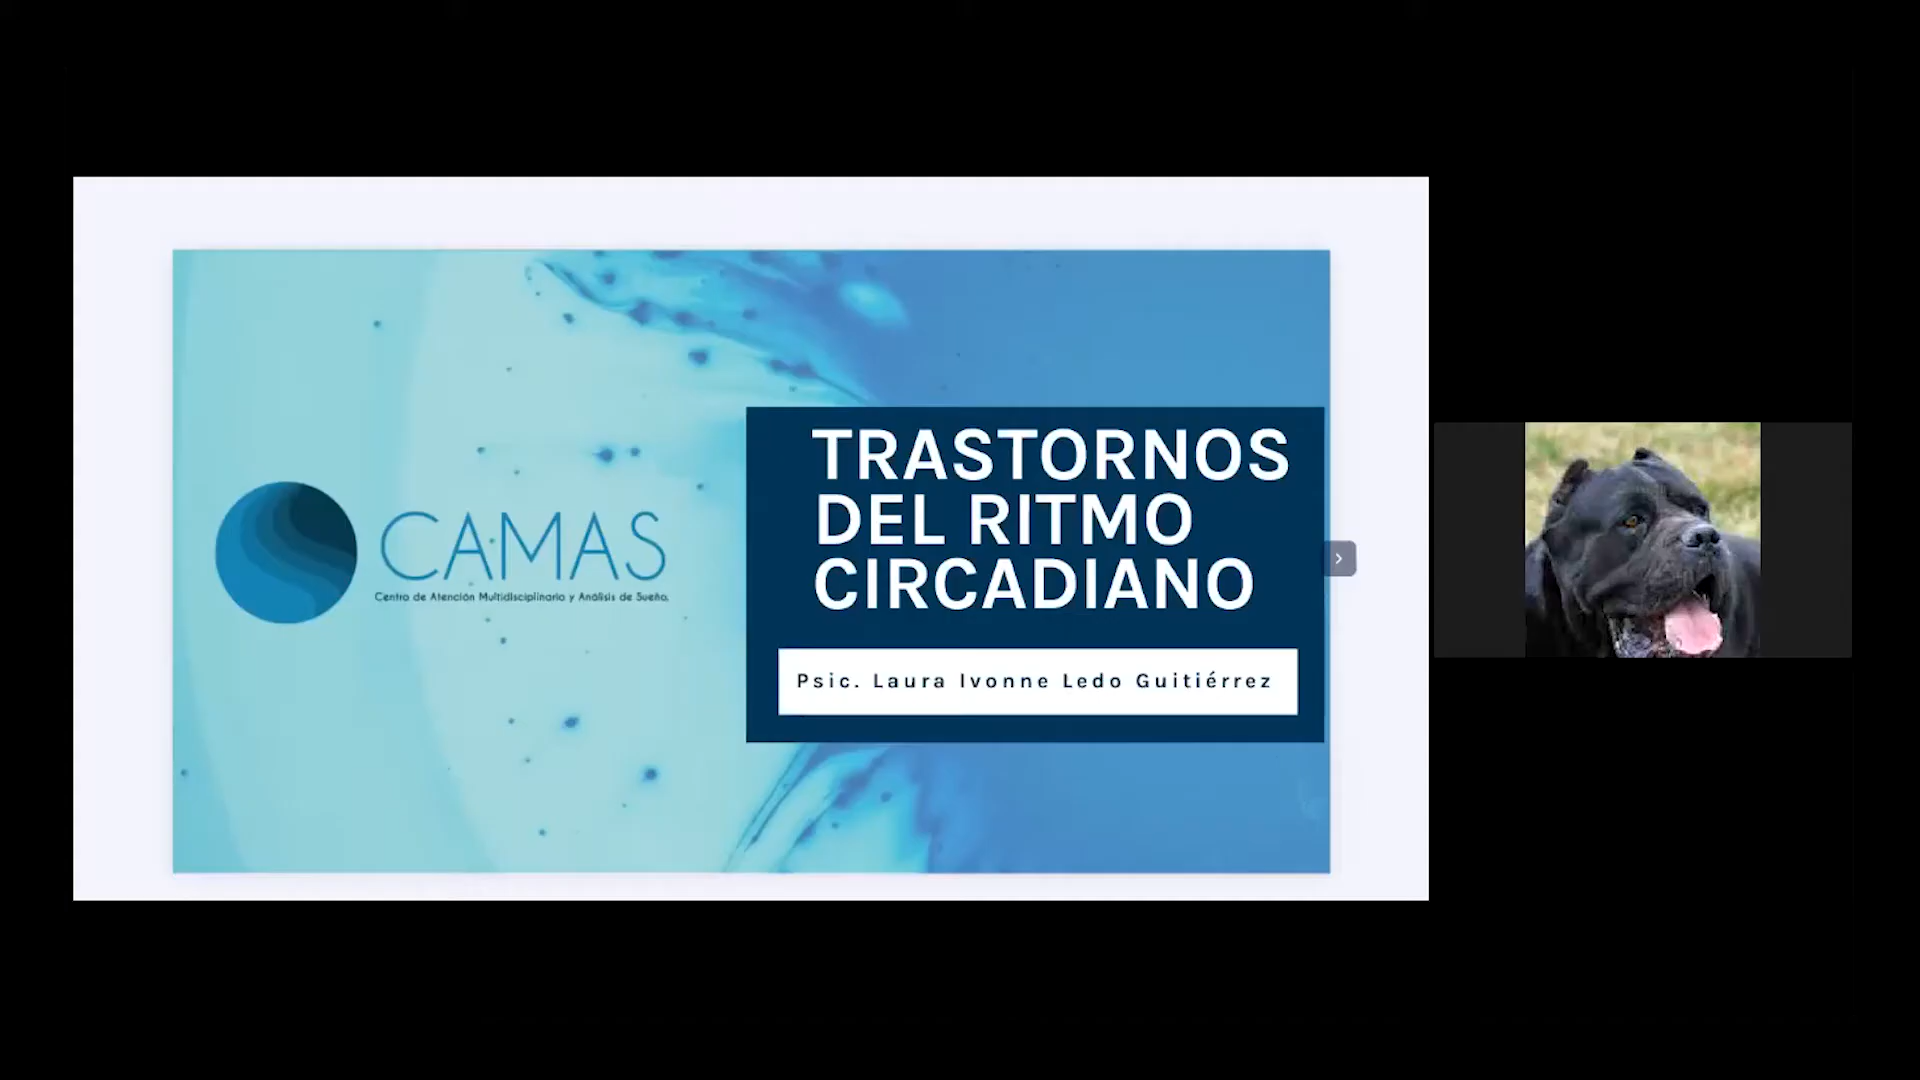 CAMAS
Centro de Atención Multidisciplinario y Análisis de Sueño.
TRASTORNOS
DEL RITMO
CIRCADIANO
Psic. Laura Ivonne Ledo Guitiérrez